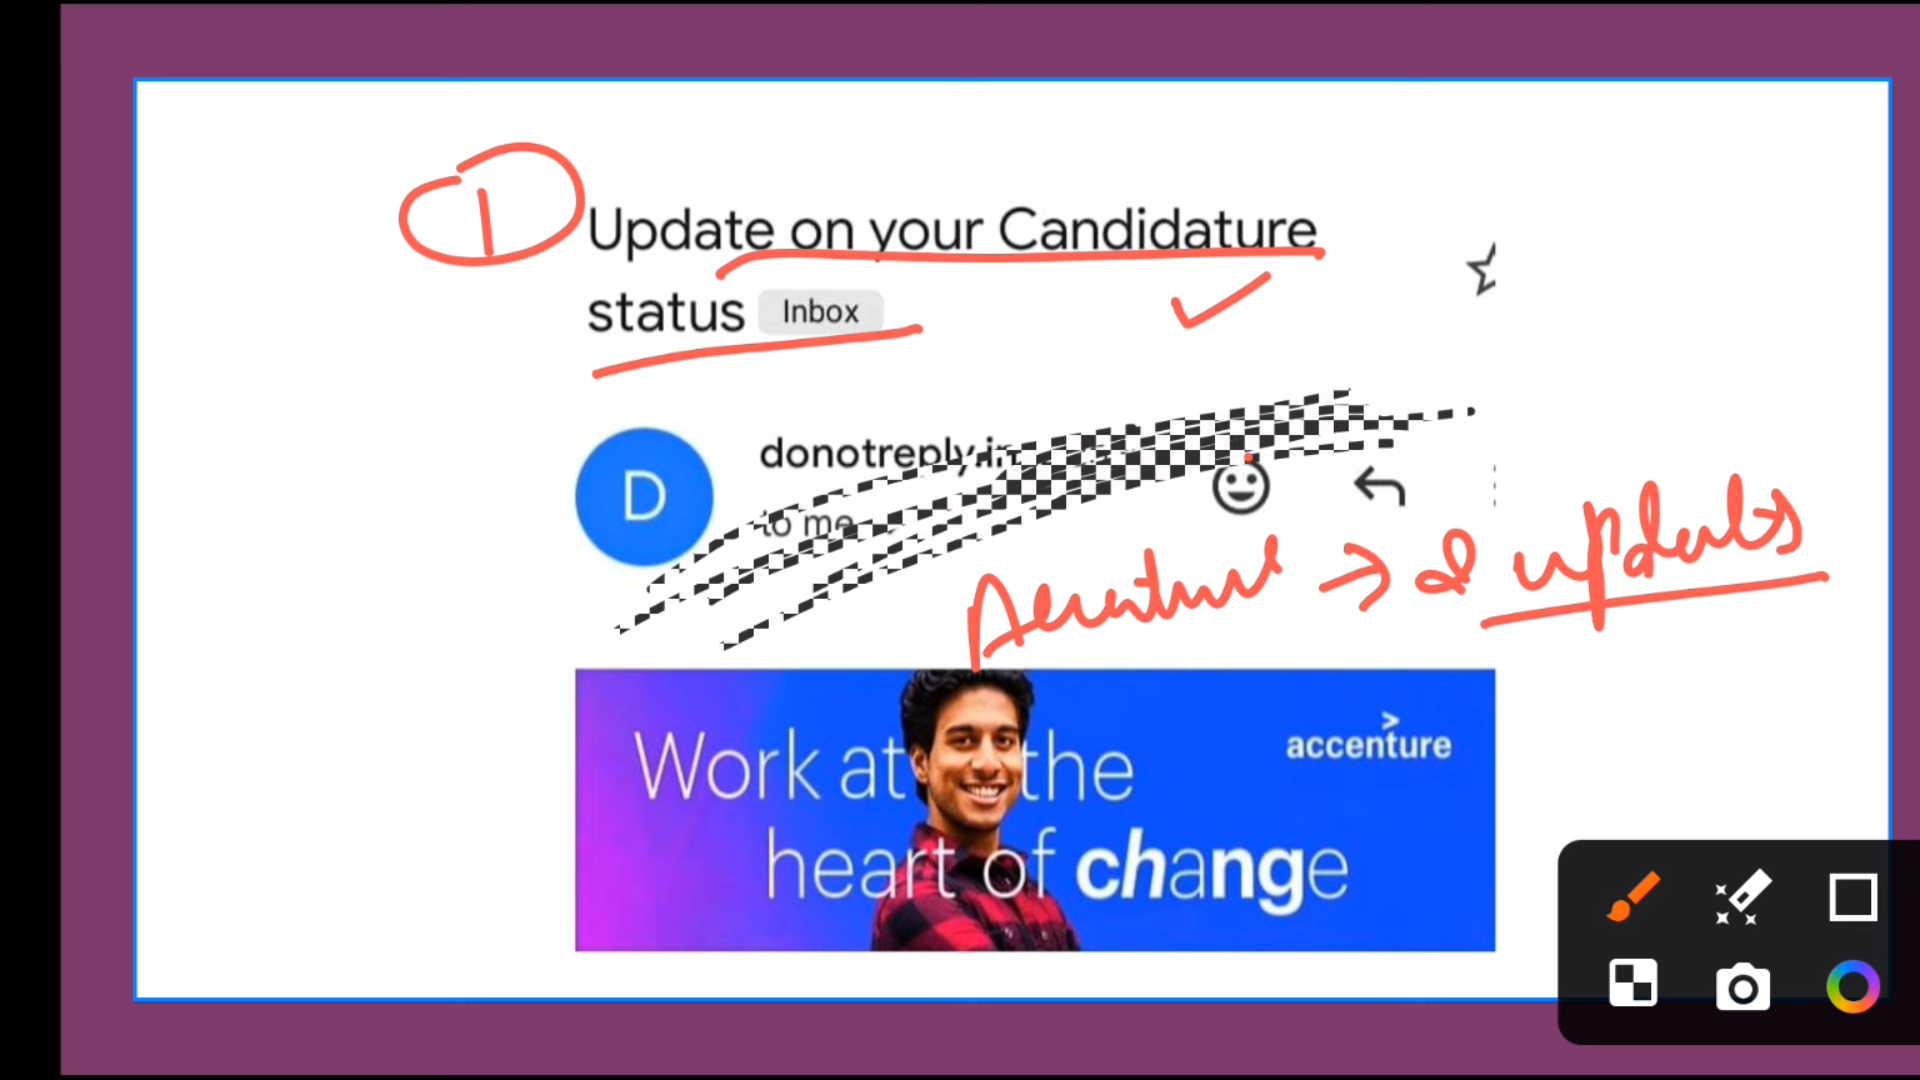 1
Update on your Candidature
status Inbox
D
donotreply.in
to me
Accenture → 2 updates
Work at the
heart of change
accenture